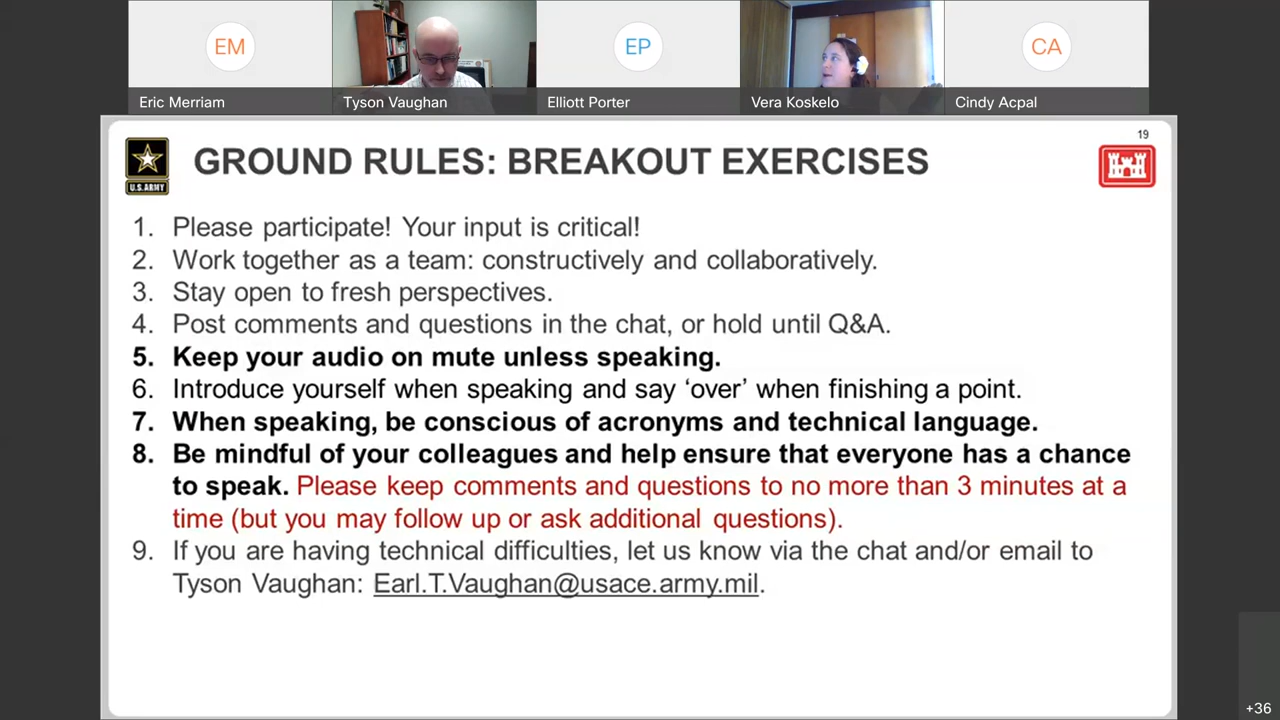 EM
EP
CA
Eric Merriam
Tyson Vaughan
Elliott Porter
Vera Koskelo
Cindy Acpal
19
U.S. ARMY
GROUND RULES: BREAKOUT EXERCISES
1. Please participate! Your input is critical!
2. Work together as a team: constructively and collaboratively.
3. Stay open to fresh perspectives.
4. Post comments and questions in the chat, or hold until Q&A.
5. Keep your audio on mute unless speaking.
6. Introduce yourself when speaking and say ‘over’ when finishing a point.
7. When speaking, be conscious of acronyms and technical language.
8. Be mindful of your colleagues and help ensure that everyone has a chance
to speak. Please keep comments and questions to no more than 3 minutes at a
time (but you may follow up or ask additional questions).
9. If you are having technical difficulties, let us know via the chat and/or email to
Tyson Vaughan: Earl.T.Vaughan@usace.army.mil.
+36